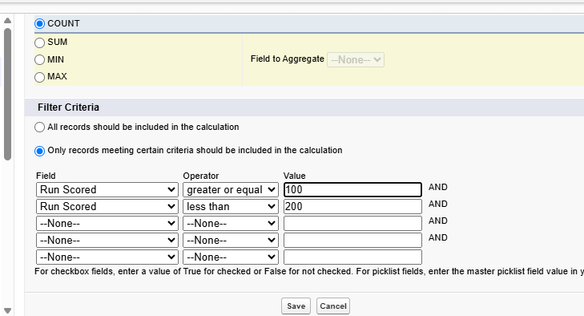 COUNT
SUM
MIN
MAX
Field to Aggregate --None--
Filter Criteria
All records should be included in the calculation
Only records meeting certain criteria should be included in the calculation
Field Operator Value
Run Scored greater or equal 100 AND
Run Scored less than 200 AND
--None-- --None-- AND
--None-- --None-- AND
--None-- --None--
For checkbox fields, enter a value of True for checked or False for not checked. For picklist fields, enter the master picklist field value in y
Save Cancel